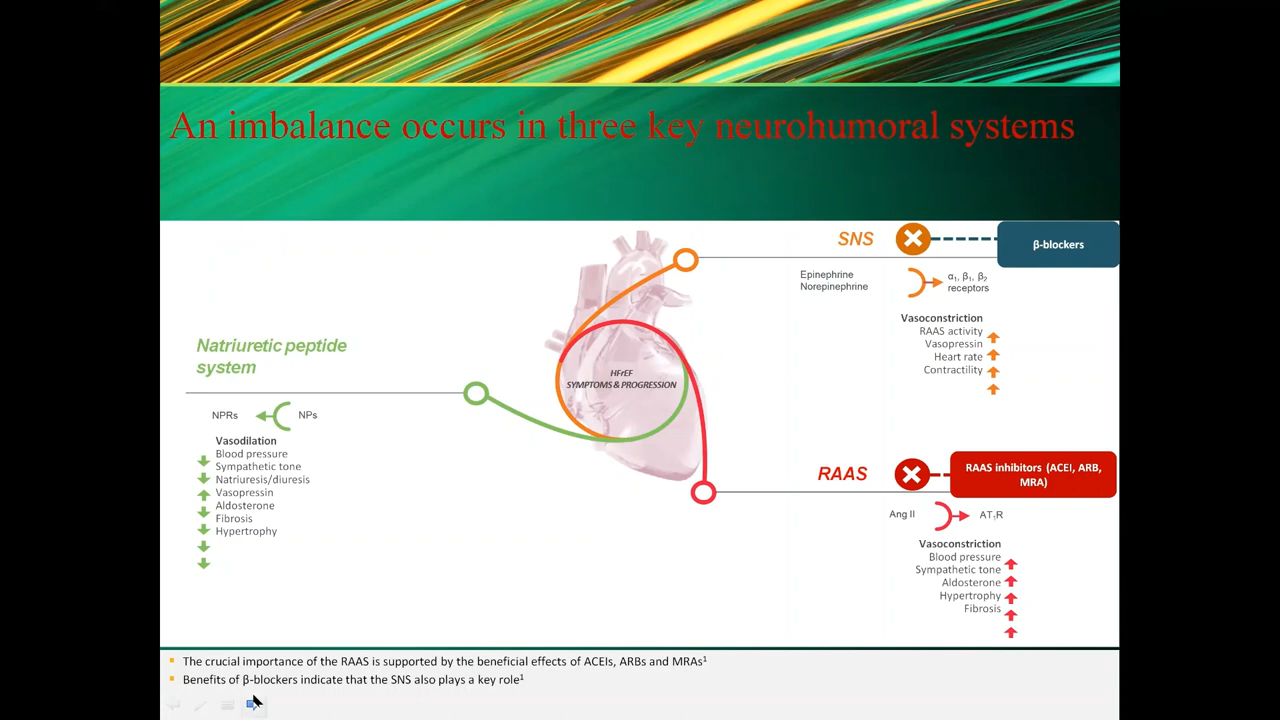 An imbalance occurs in three key neurohumoral systems
SNS
β-blockers
Epinephrine
Norepinephrine
α1, β1, β2
receptors
Vasoconstriction
RAAS activity
Vasopressin
Heart rate
Contractility
Natriuretic peptide
system
NPRs
NPs
Vasodilation
Blood pressure
Sympathetic tone
Natriuresis/diuresis
Vasopressin
Aldosterone
Fibrosis
Hypertrophy
HFrEF
SYMPTOMS & PROGRESSION
RAAS
RAAS inhibitors (ACEI, ARB,
MRA)
Ang II
AT1R
Vasoconstriction
Blood pressure
Sympathetic tone
Aldosterone
Hypertrophy
Fibrosis
The crucial importance of the RAAS is supported by the beneficial effects of ACEIs, ARBs and MRAs1
Benefits of β-blockers indicate that the SNS also plays a key role1